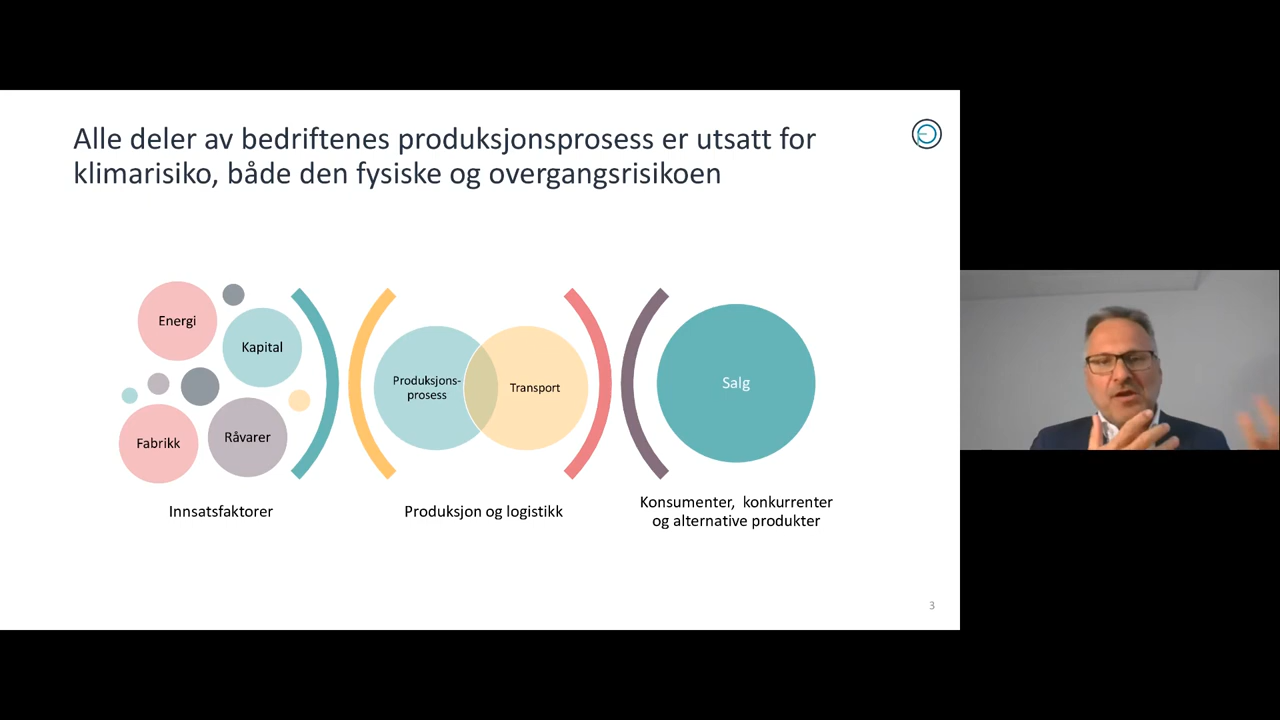 Alle deler av bedriftenes produksjonsprosess er utsatt for
klimarisiko, både den fysiske og overgangsrisikoen
Energi
Kapital
Fabrikk
Råvarer
Produksjons-
prosess
Transport
Salg
Innsatsfaktorer
Produksjon og logistikk
Konsumenter, konkurrenter
og alternative produkter
3